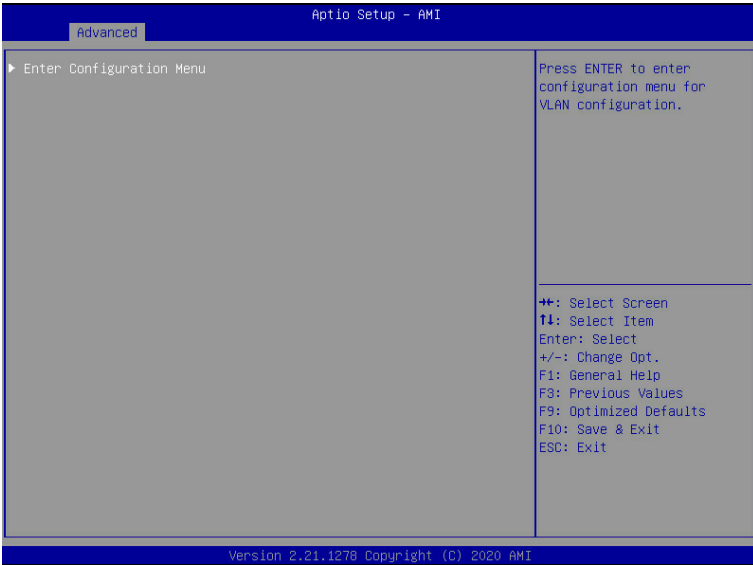 Aptio Setup – AMI
Advanced
▶ Enter Configuration Menu
Press ENTER to enter
configuration menu for
VLAN configuration.
→←: Select Screen
↑↓: Select Item
Enter: Select
+/-: Change Opt.
F1: General Help
F3: Previous Values
F9: Optimized Defaults
F10: Save & Exit
ESC: Exit
Version 2.21.1278 Copyright (C) 2020 AMI